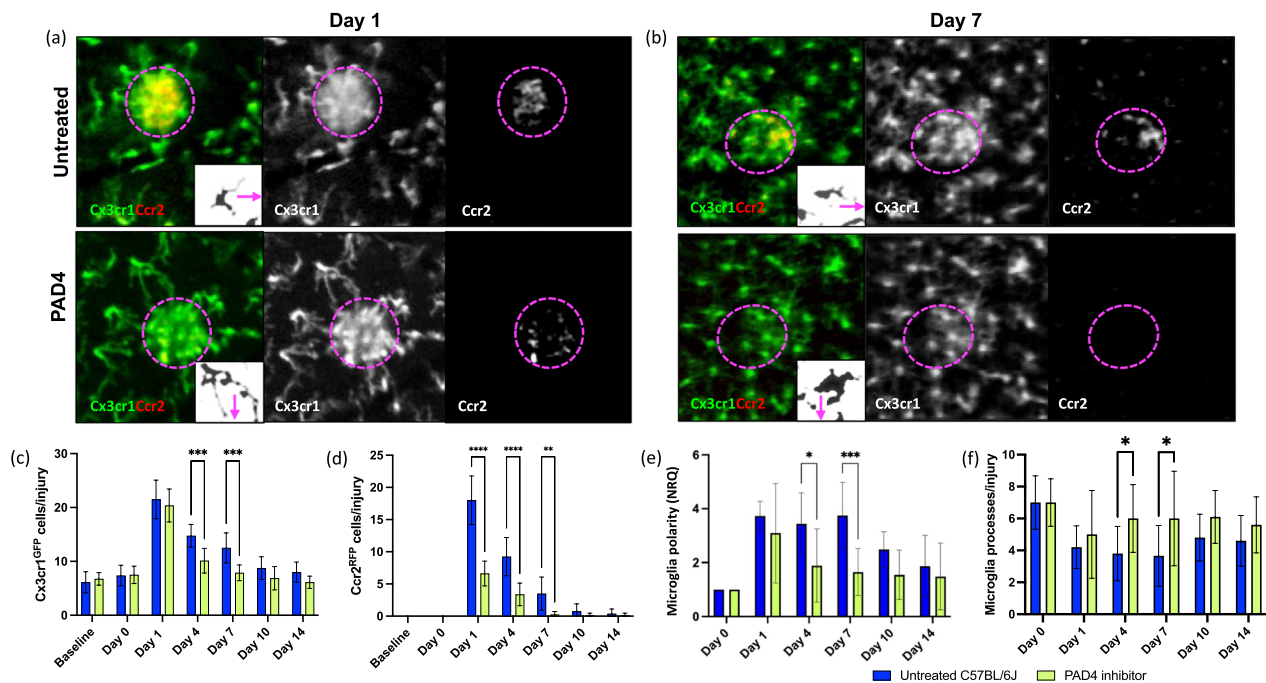 Day 1
Day 7
(a)
(b)
Untreated
Cx3cr1Ccr2
Cx3cr1
Ccr2
Cx3cr1Ccr2
Cx3cr1
Ccr2
PAD4
Cx3cr1Ccr2
Cx3cr1
Ccr2
Cx3cr1Ccr2
Cx3cr1
Ccr2
(c)
Cx3cr1GFP cells/injury
30
20
10
0
***
***
Baseline
Day 0
Day 1
Day 4
Day 7
Day 10
Day 14
(d)
Ccr2RFP cells/injury
25
20
15
10
5
0
****
****
**
Baseline
Day 0
Day 1
Day 4
Day 7
Day 10
Day 14
(e)
Microglia polarity (NRQ)
6
4
2
0
*
***
Day 0
Day 1
Day 4
Day 7
Day 10
Day 14
(f)
Microglia processes/injury
10
8
6
4
2
0
*
*
Day 0
Day 1
Day 4
Day 7
Day 10
Day 14
Untreated C57BL/6J
PAD4 inhibitor